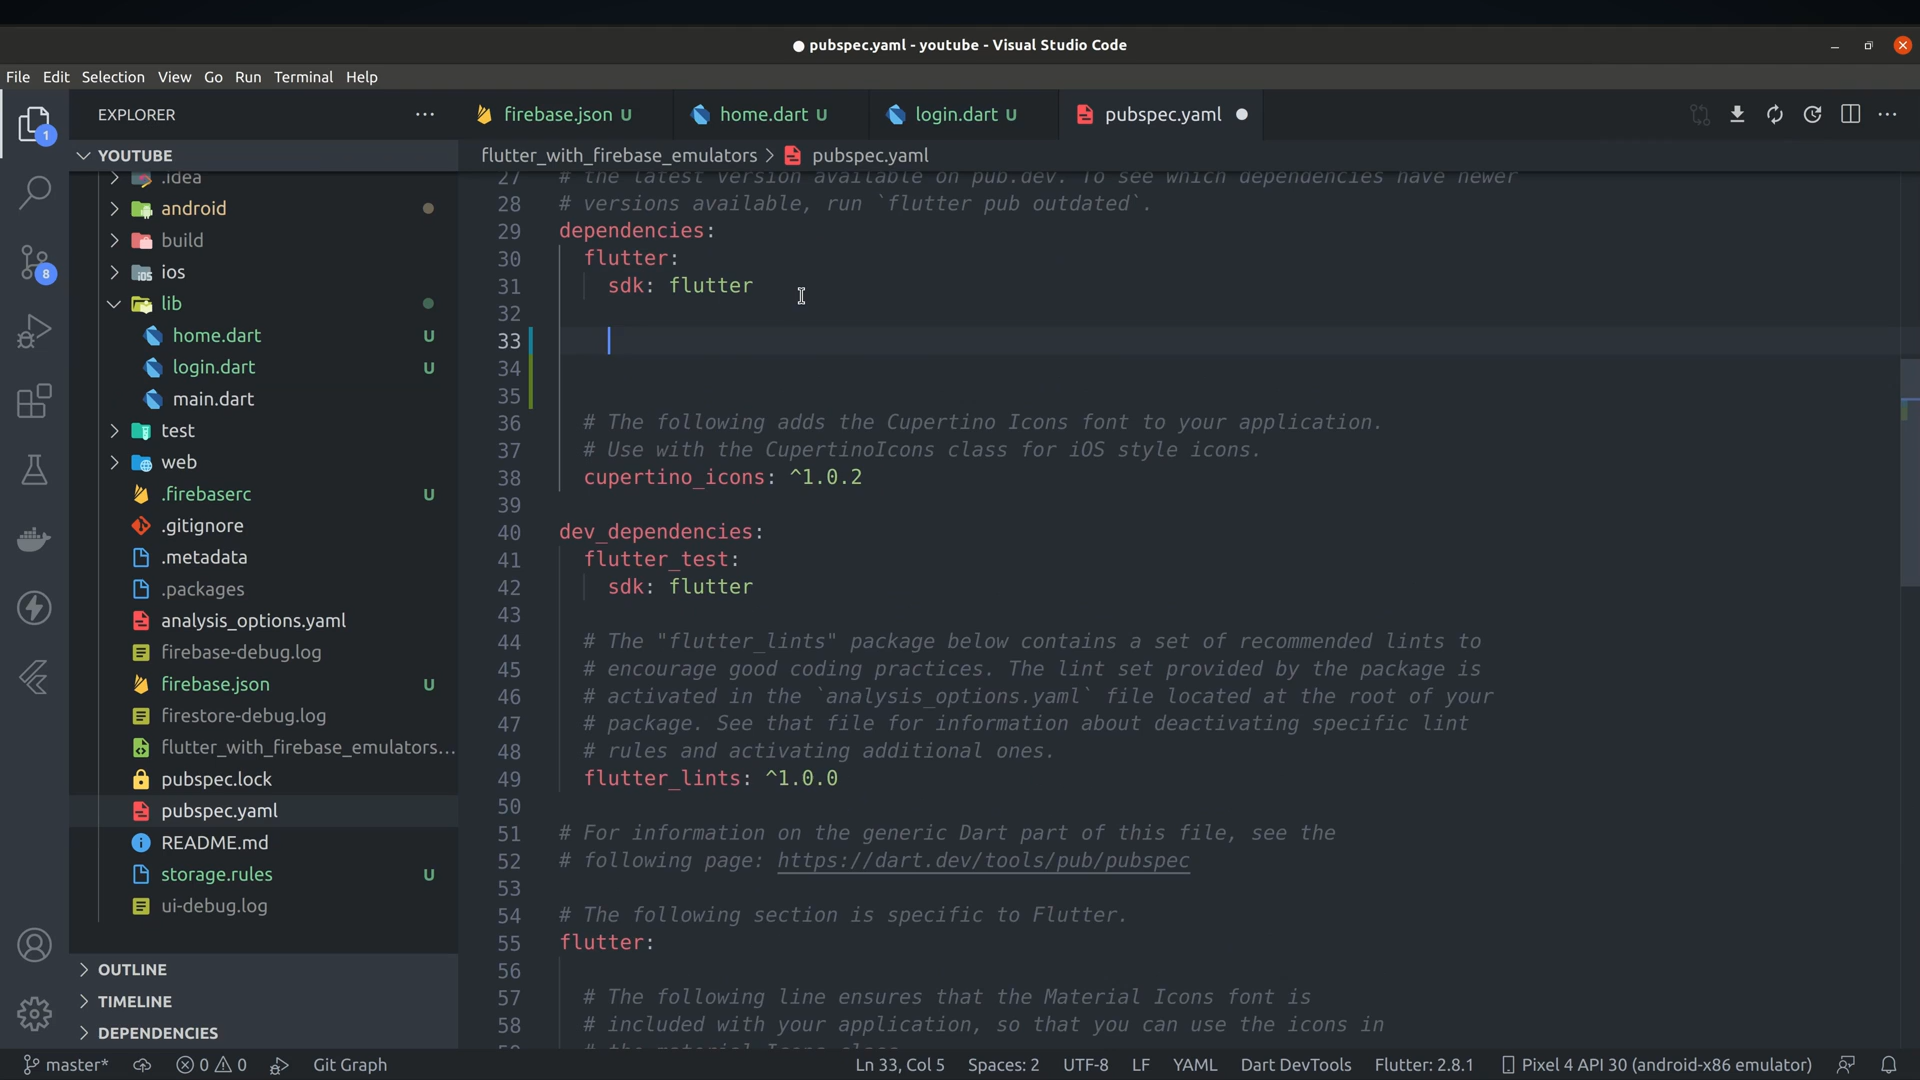 pubspec.yaml - youtube - Visual Studio Code
File Edit Selection View Go Run Terminal Help
EXPLORER
firebase.json U
home.dart U
login.dart U
pubspec.yaml
YOUTUBE
flutter_with_firebase_emulators > pubspec.yaml
.idea
android
build
ios
lib
home.dart U
login.dart U
main.dart
test
web
.firebaserc U
.gitignore
.metadata
.packages
analysis_options.yaml
firebase-debug.log
firebase.json U
firestore-debug.log
flutter_with_firebase_emulators...
pubspec.lock
pubspec.yaml
README.md
storage.rules U
ui-debug.log
OUTLINE
TIMELINE
DEPENDENCIES
1
8
27 # the latest version available on pub.dev. To see which dependencies have newer
28 # versions available, run `flutter pub outdated`.
29 dependencies:
30 flutter:
31 sdk: flutter
32
33
34
35
36 # The following adds the Cupertino Icons font to your application.
37 # Use with the CupertinoIcons class for iOS style icons.
38 cupertino_icons: ^1.0.2
39
40 dev_dependencies:
41 flutter_test:
42 sdk: flutter
43
44 # The "flutter_lints" package below contains a set of recommended lints to
45 # encourage good coding practices. The lint set provided by the package is
46 # activated in the `analysis_options.yaml` file located at the root of your
47 # package. See that file for information about deactivating specific lint
48 # rules and activating additional ones.
49 flutter_lints: ^1.0.0
50
51 # For information on the generic Dart part of this file, see the
52 # following page: https://dart.dev/tools/pub/pubspec
53
54 # The following section is specific to Flutter.
55 flutter:
56
57 # The following line ensures that the Material Icons font is
58 # included with your application, so that you can use the icons in
master* 0 0 Git Graph Ln 33, Col 5 Spaces: 2 UTF-8 LF YAML Dart DevTools Flutter: 2.8.1 Pixel 4 API 30 (android-x86 emulator)